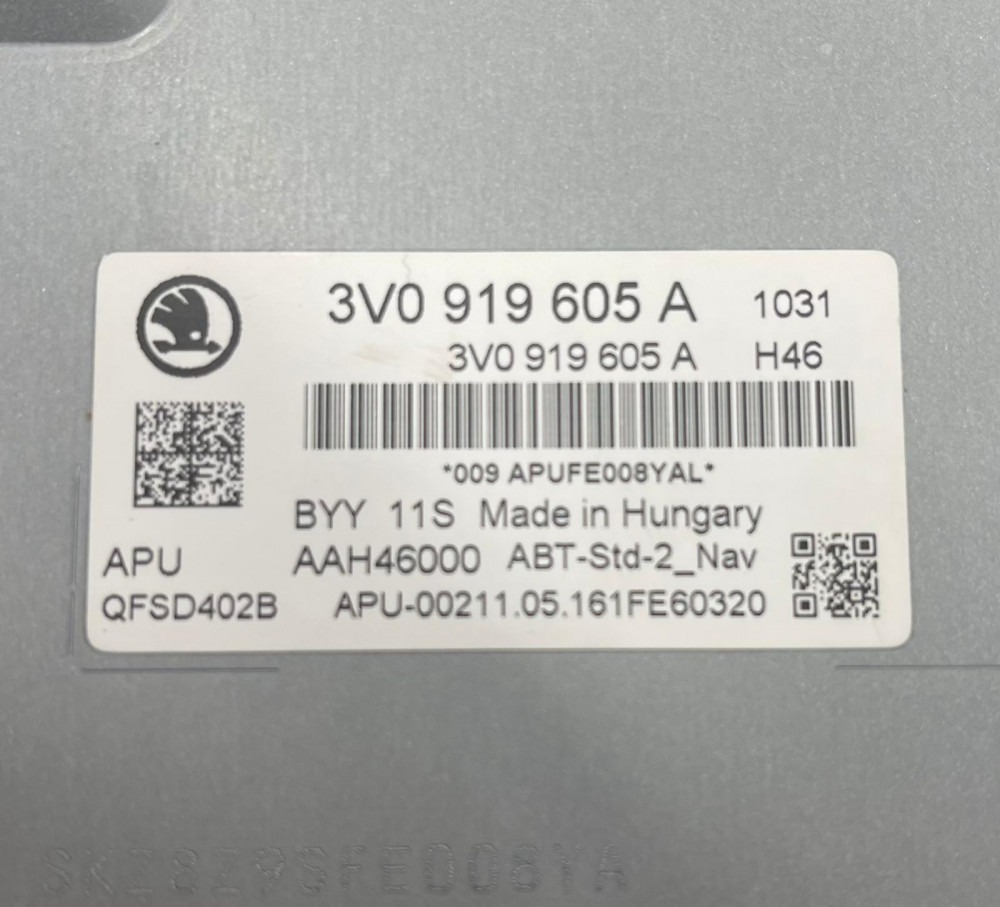 3V0 919 605 A 1031
3V0 919 605 A H46
*009 APUFE008YAL*
BYY 11S Made in Hungary
APU AAH46000 ABT-Std-2_Nav
QFSD402B APU-00211.05.161FE60320
SKZ8Z9SFE008YA